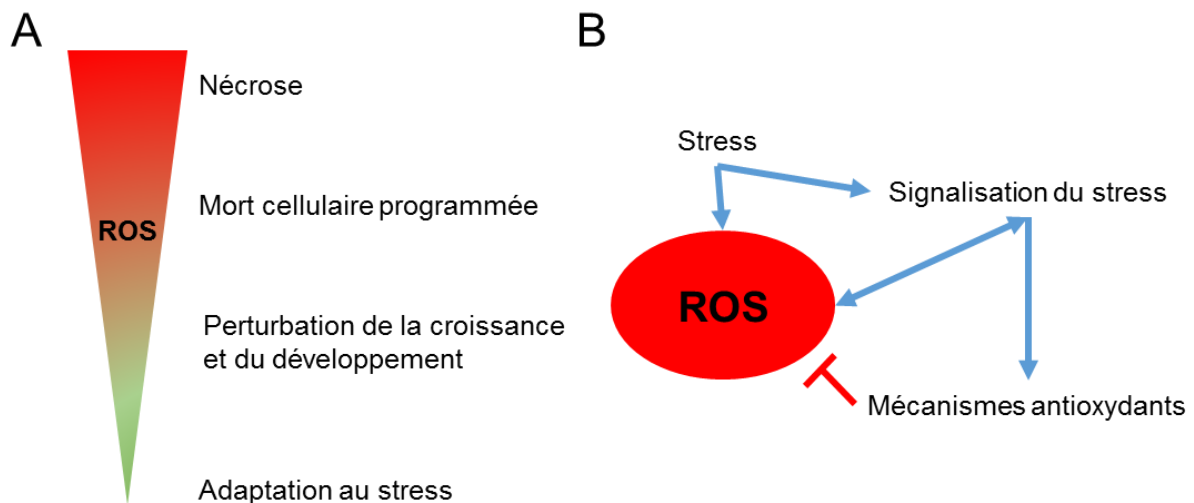 A
Nécrose
Mort cellulaire programmée
ROS
Perturbation de la croissance
et du développement
Adaptation au stress
B
Stress
Signalisation du stress
ROS
Mécanismes antioxydants